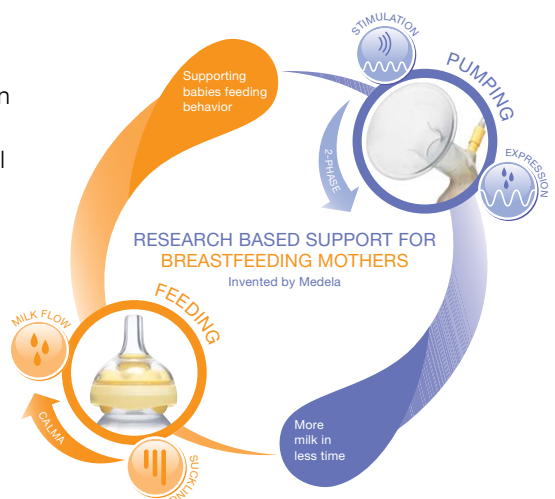 n
l
STIMULATION
PUMPING
Supporting
babies feeding
behavior
2-PHASE
EXPRESSION
RESEARCH BASED SUPPORT FOR
BREASTFEEDING MOTHERS
Invented by Medela
FEEDING
MILK FLOW
CALMA
SUCKLING
More
milk in
less time